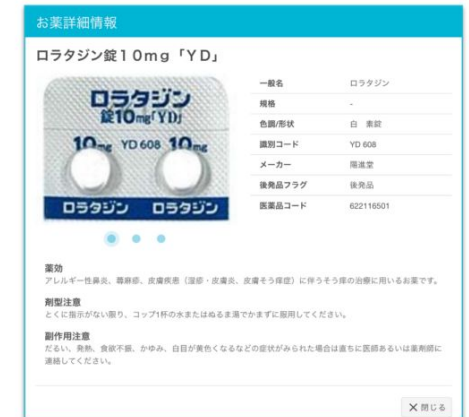 お薬詳細情報
ロラタジン錠10mg「YD」
ロラタジン
錠10mg「YD」
10mg YD 608 10mg
ロラタジン ロラタジン
一般名 ロラタジン
規格 -
色調/形状 白 素錠
識別コード YD 608
メーカー 陽進堂
後発品フラグ 後発品
医薬品コード 622116501
薬効
アレルギー性鼻炎、蕁麻疹、皮膚疾患（湿疹・皮膚炎、皮膚そう痒症）に伴うそう痒の治療に用いるお薬です。
剤型注意
とくに指示がない限り、コップ1杯の水またはぬるま湯でかまずに服用してください。
副作用注意
だるい、発熱、食欲不振、かゆみ、白目が黄色くなるなどの症状がみられた場合は直ちに医師あるいは薬剤師に
連絡してください。
✕ 閉じる